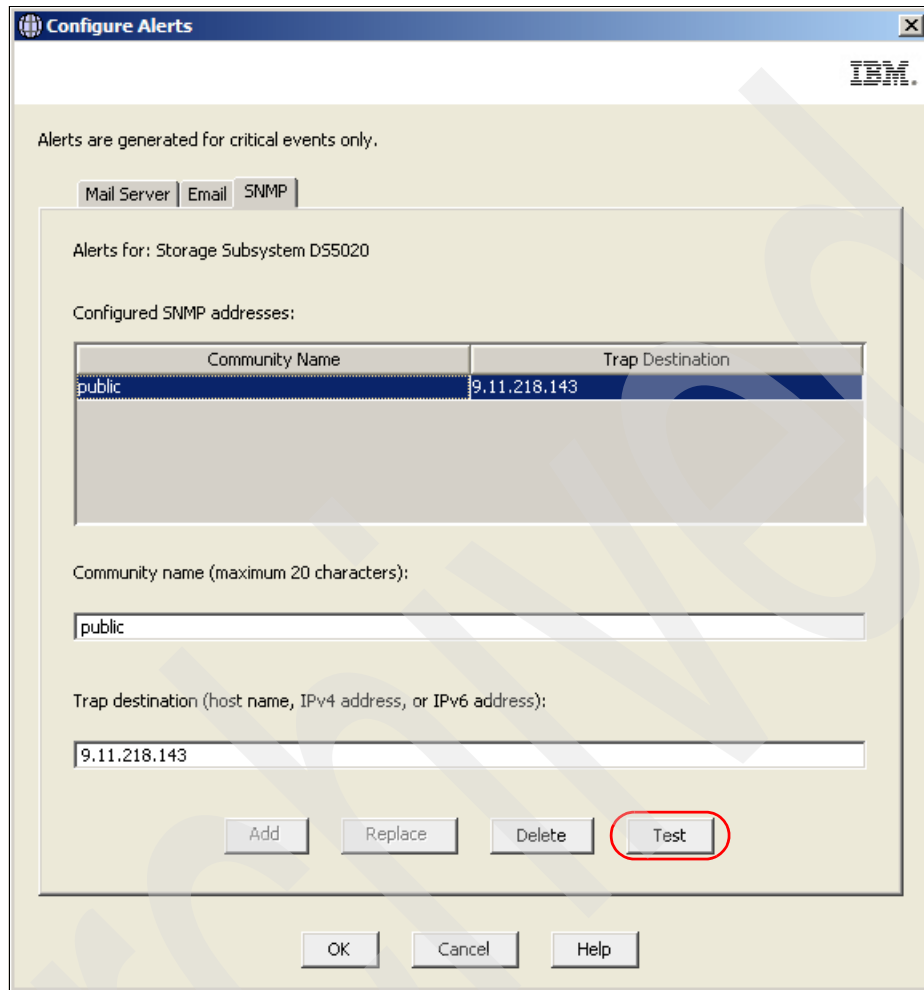 Configure Alerts
IBM.
Alerts are generated for critical events only.
Mail Server Email SNMP
Alerts for: Storage Subsystem DS5020
Configured SNMP addresses:
Community Name Trap Destination
public 9.11.218.143
Community name (maximum 20 characters):
public
Trap destination (host name, IPv4 address, or IPv6 address):
9.11.218.143
Add Replace Delete Test
OK Cancel Help